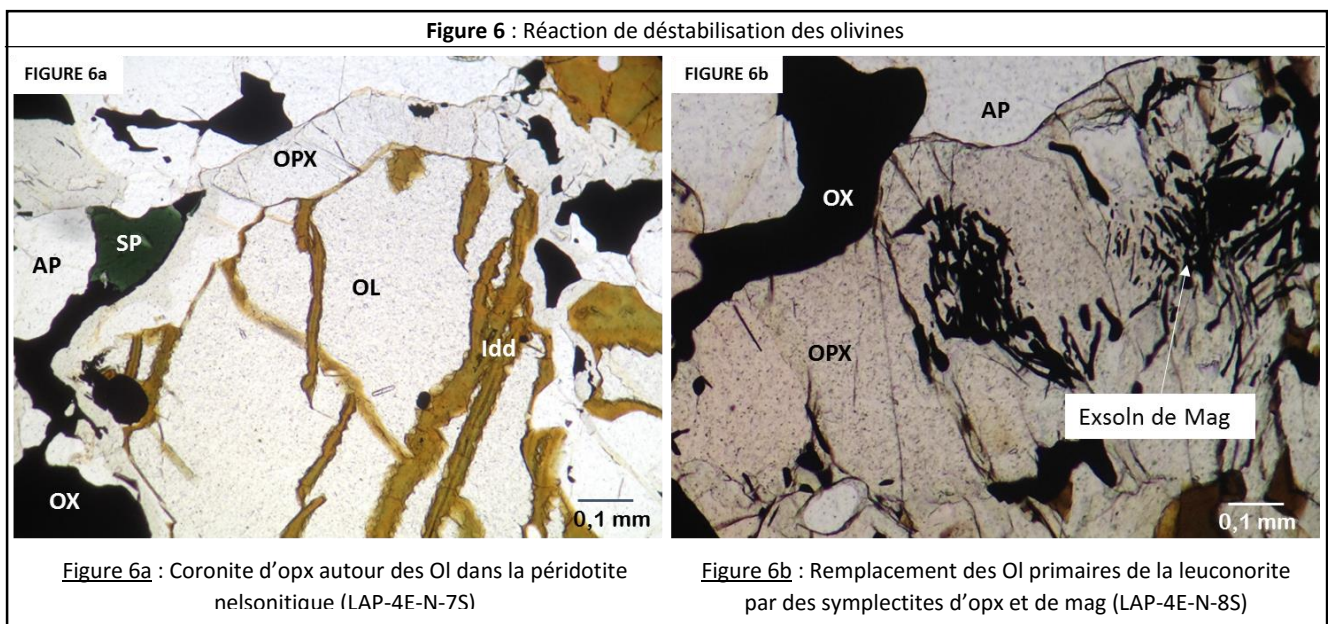 Figure 6 : Réaction de déstabilisation des olivines
FIGURE 6a
OPX
SP
AP
OL
Idd
OX
0,1 mm
FIGURE 6b
AP
OX
OPX
Exsoln de Mag
0,1 mm
Figure 6a : Coronite d’opx autour des Ol dans la péridotite
nelsonitique (LAP-4E-N-7S)
Figure 6b : Remplacement des Ol primaires de la leuconorite
par des symplectites d’opx et de mag (LAP-4E-N-8S)